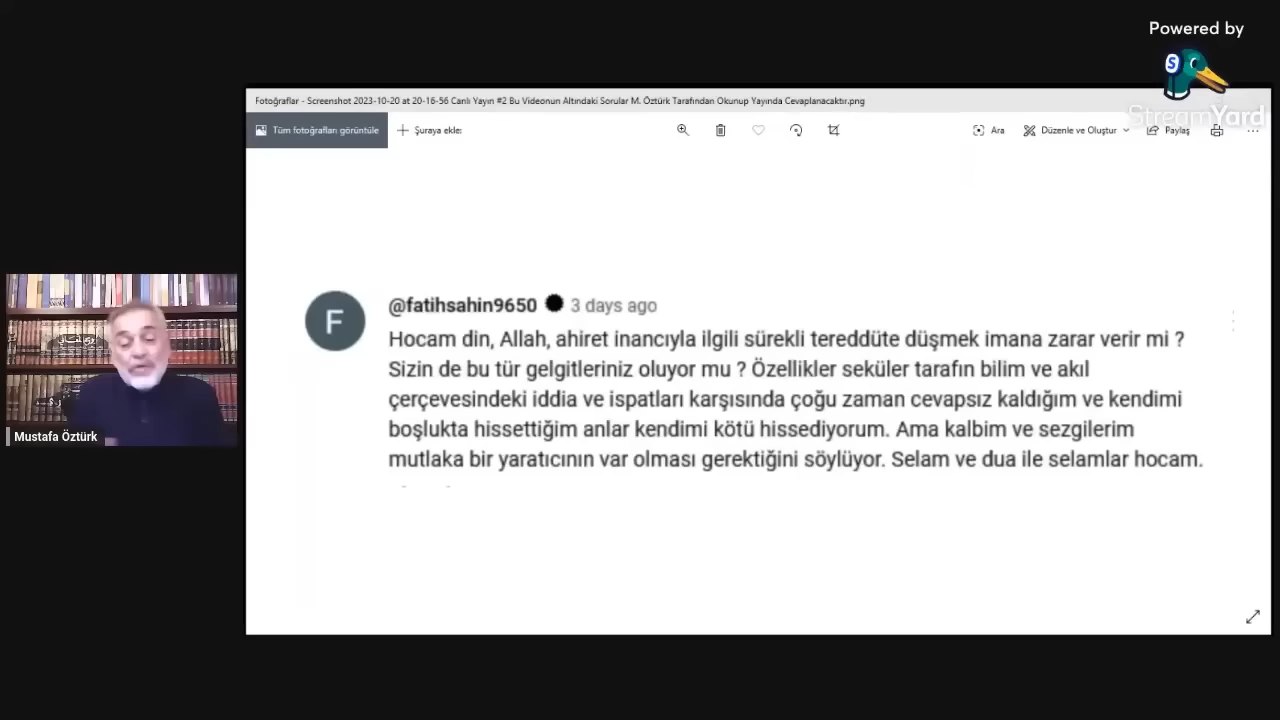 Powered by
StreamYard
Fotoğraflar - Screenshot 2023-10-20 at 20-16-56 Canlı Yayın #2 Bu Videonun Altındaki Sorular M. Öztürk Tarafından Okunup Yayında Cevaplanacaktır.png
Tüm fotoğrafları görüntüle
Şuraya ekle:
Ara
Düzenle ve Oluştur
Paylaş
F
@fatihsahin9650 3 days ago
Hocam din, Allah, ahiret inancıyla ilgili sürekli tereddüte düşmek imana zarar verir mi ?
Sizin de bu tür gelgitleriniz oluyor mu ? Özellikler seküler tarafın bilim ve akıl
çerçevesindeki iddia ve ispatları karşısında çoğu zaman cevapsız kaldığım ve kendimi
boşlukta hissettiğim anlar kendimi kötü hissediyorum. Ama kalbim ve sezgilerim
mutlaka bir yaratıcının var olması gerektiğini söylüyor. Selam ve dua ile selamlar hocam.
Mustafa Öztürk